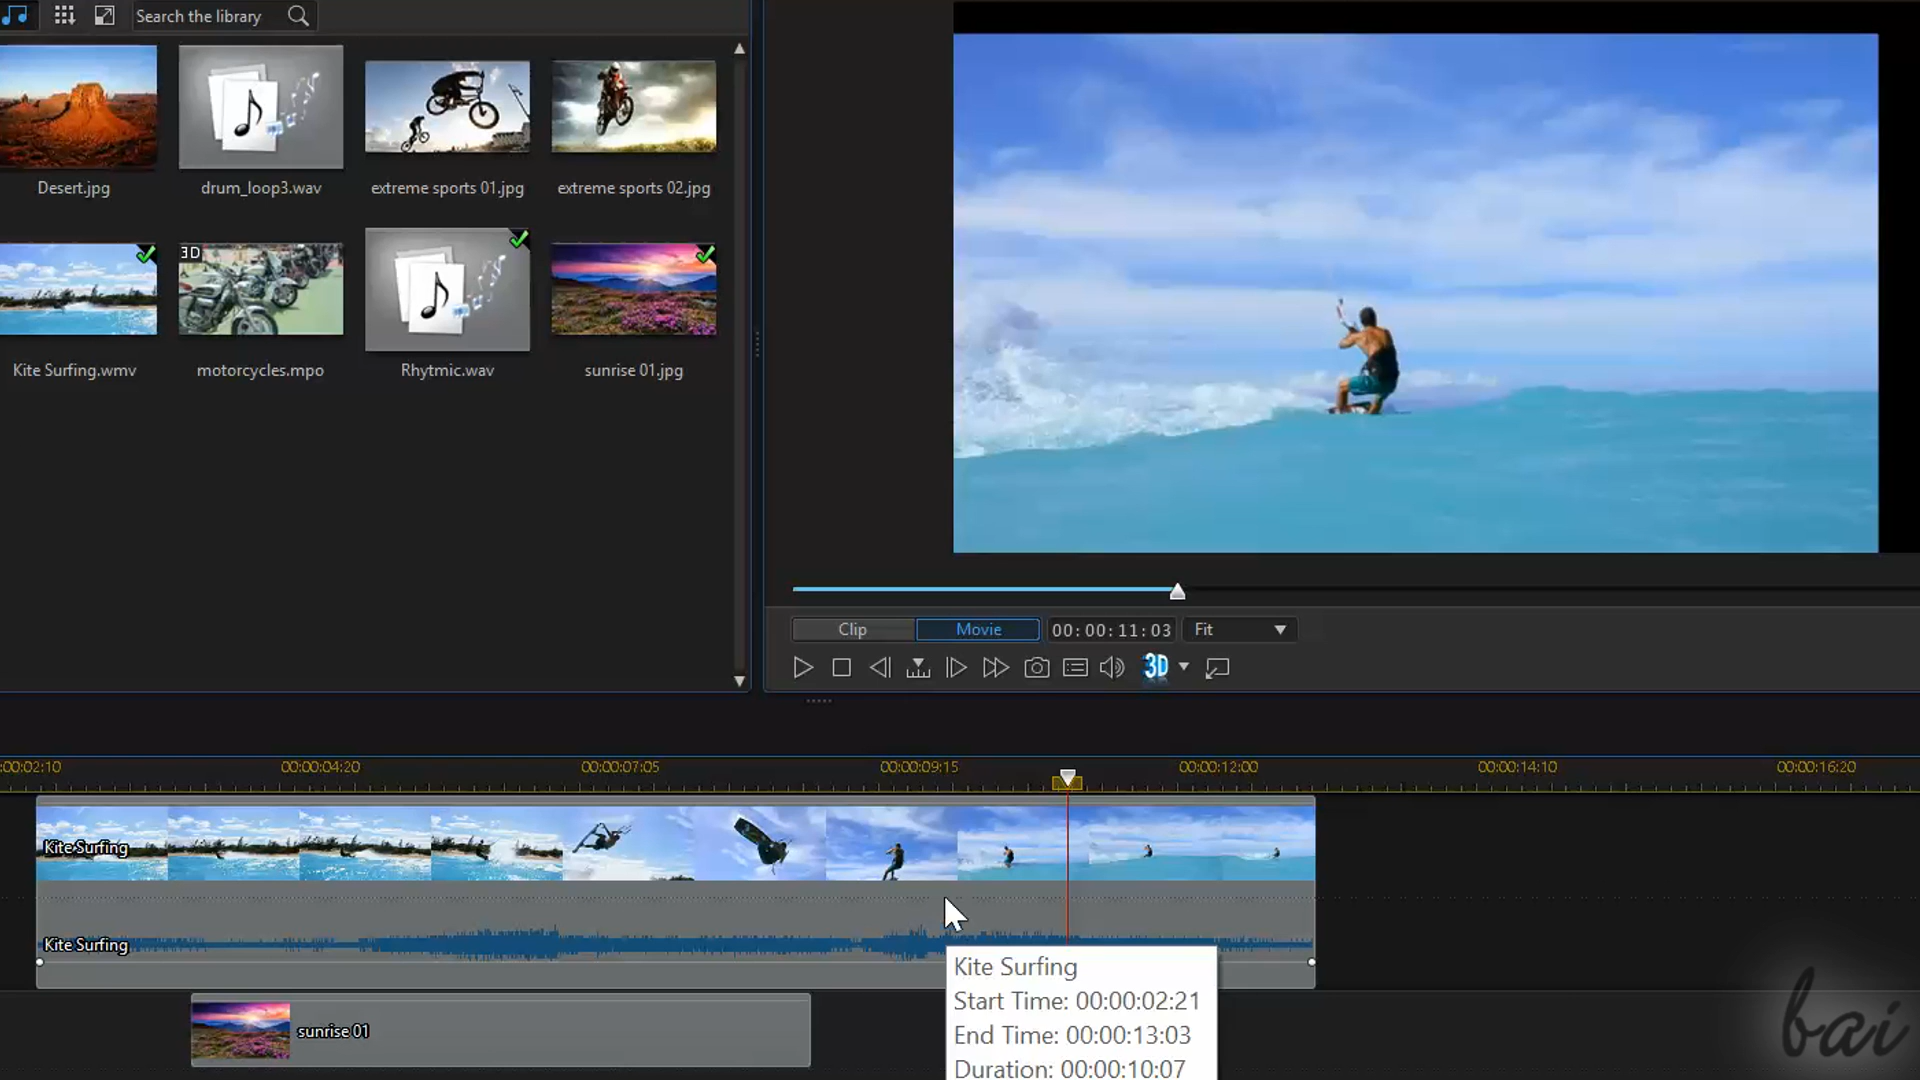 Search the library
Desert.jpg
drum_loop3.wav
extreme sports 01.jpg
extreme sports 02.jpg
3D
Kite Surfing.wmv
motorcycles.mpo
Rhytmic.wav
sunrise 01.jpg
Clip
Movie
00:00:11:03
Fit
3D
:00:02:10
00:00:04:20
00:00:07:05
00:00:09:15
00:00:12:00
00:00:14:10
00:00:16:20
Kite Surfing
Kite Surfing
Kite Surfing
Start Time: 00:00:02:21
End Time: 00:00:13:03
Duration: 00:00:10:07
sunrise 01
bai